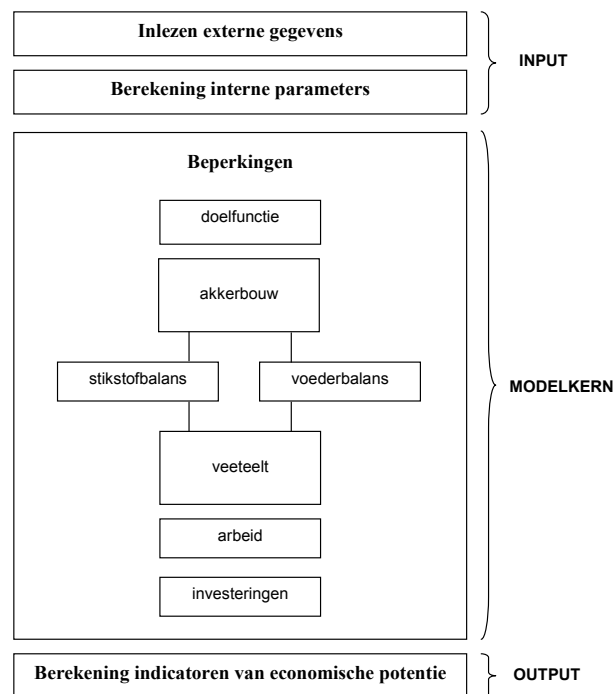 Inlezen externe gegevens
INPUT
Berekening interne parameters
Beperkingen
doelfunctie
akkerbouw
stikstofbalans
voederbalans
MODELKERN
veeteelt
arbeid
investeringen
Berekening indicatoren van economische potentie
OUTPUT